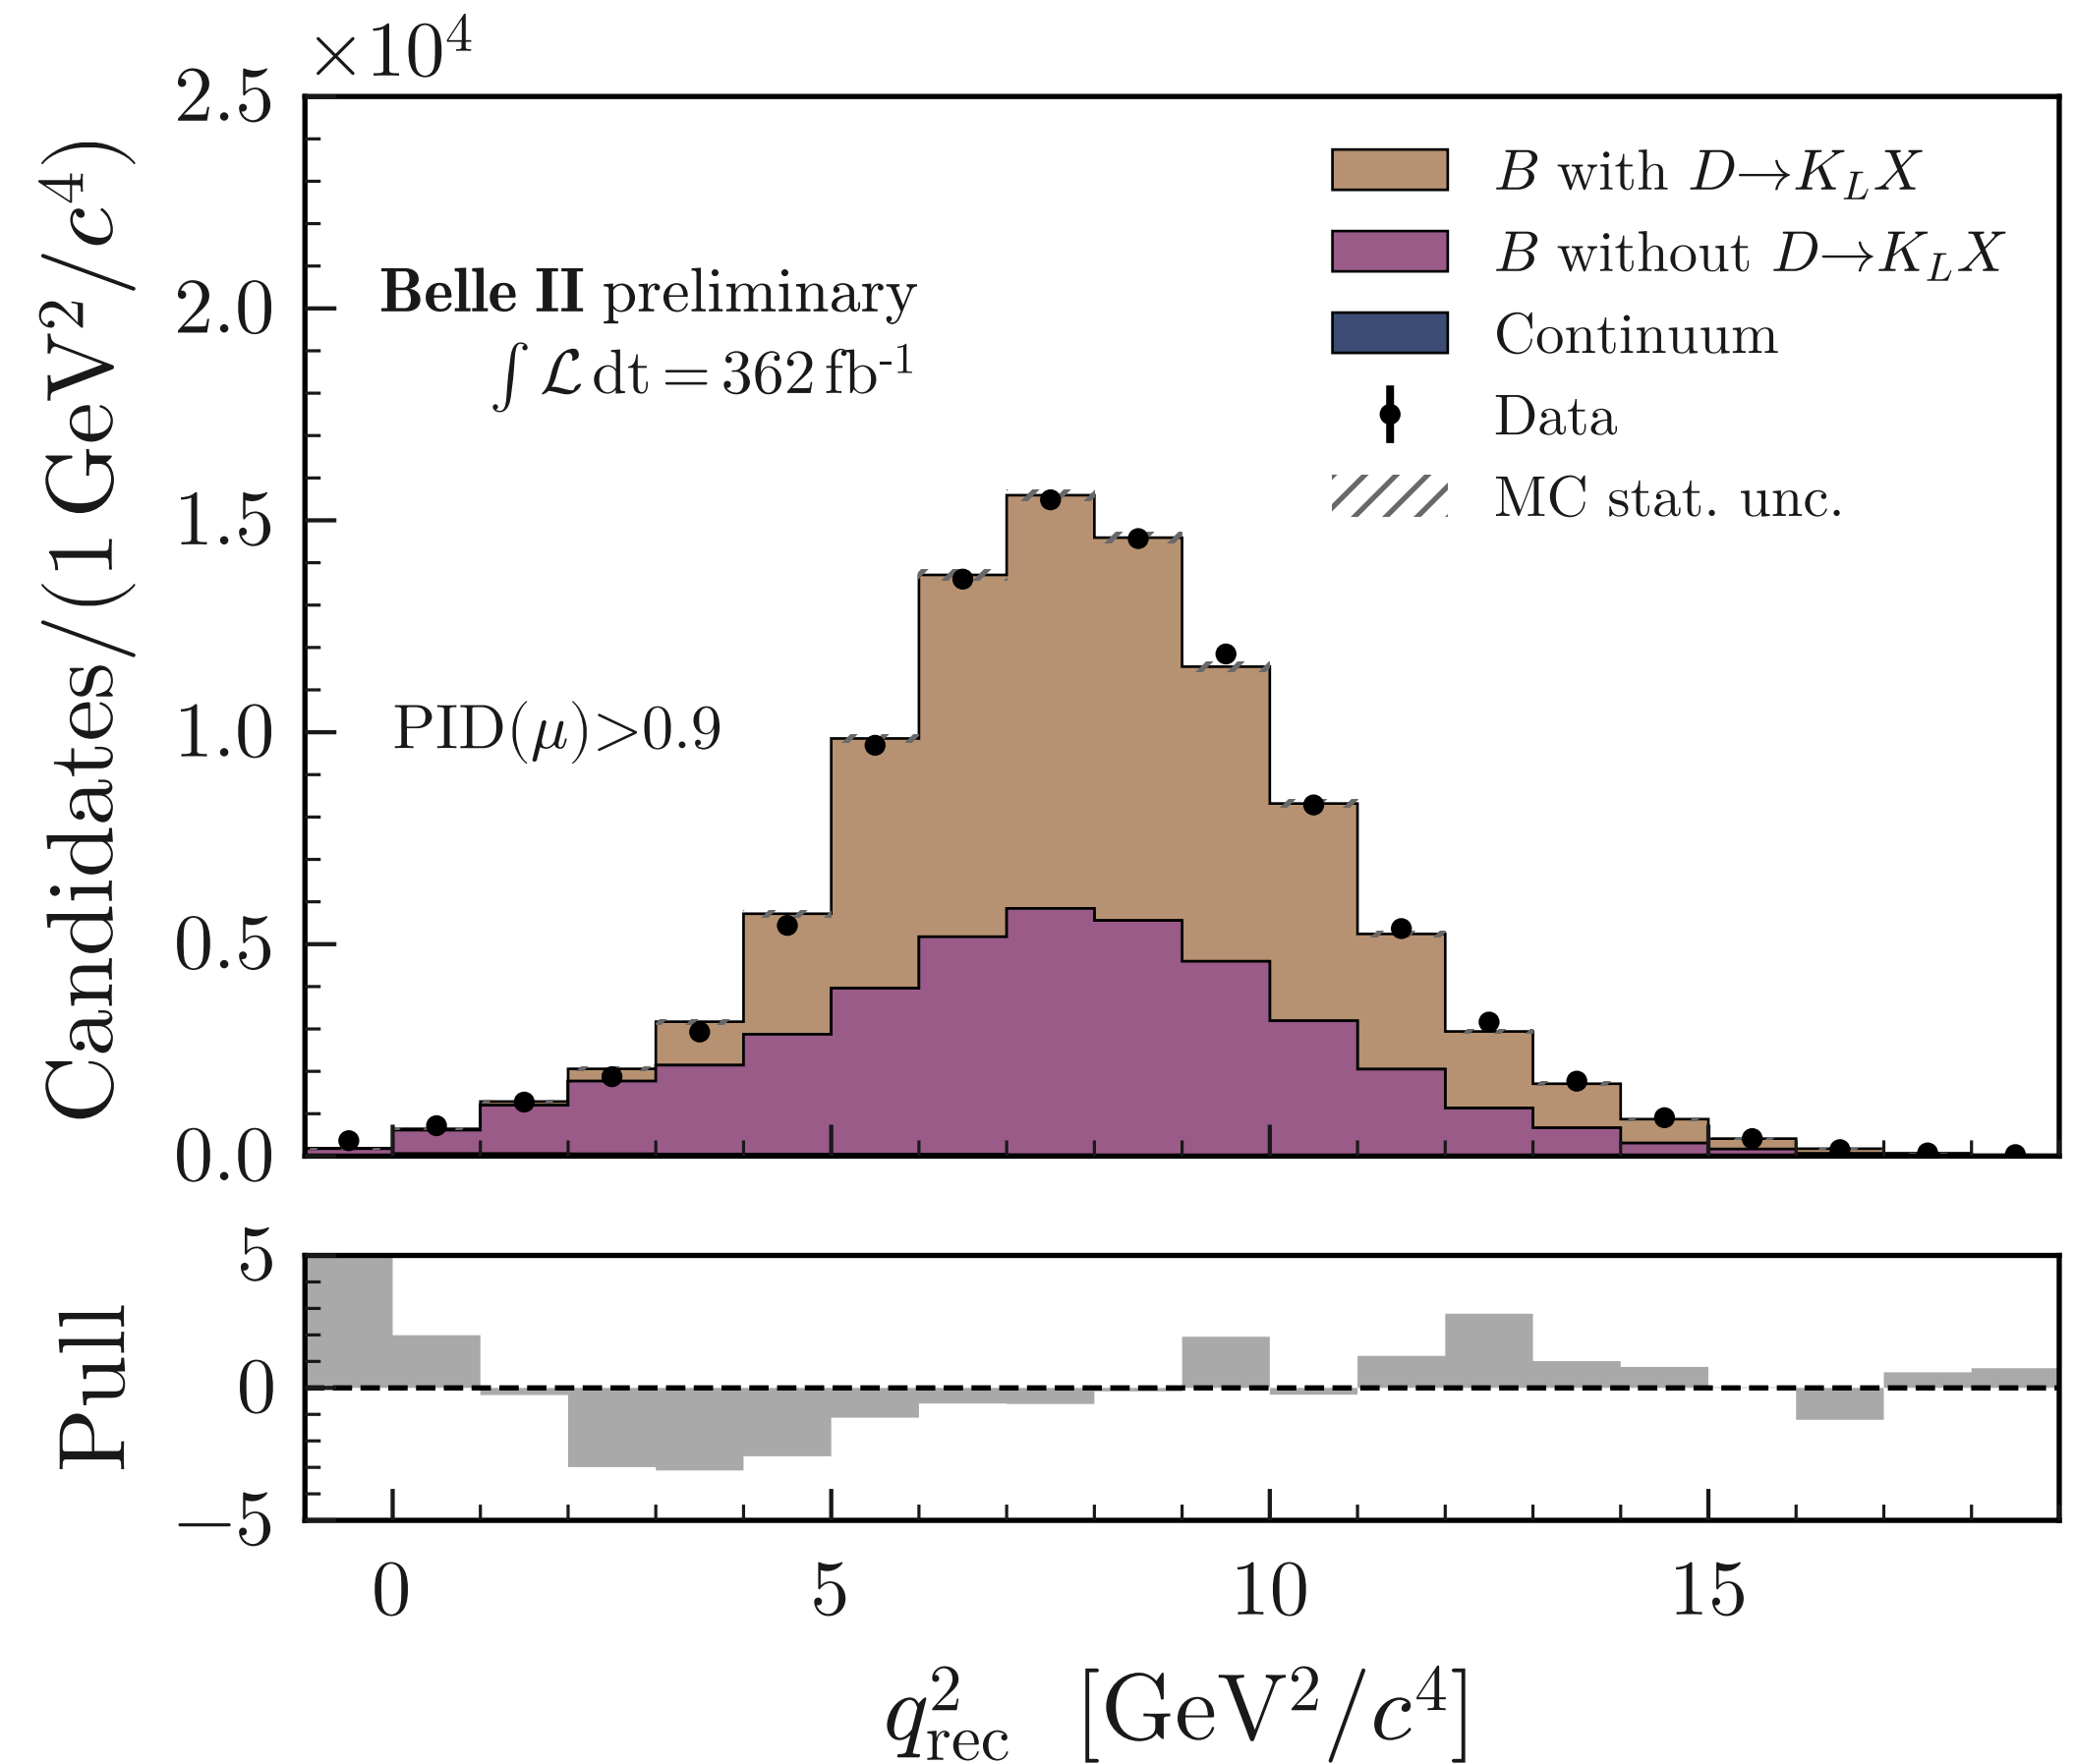 ×10⁴
Candidates/(1 GeV²/c⁴)
2.5
2.0
1.5
1.0
0.5
0.0
B with D→K_L X
B without D→K_L X
Continuum
Data
MC stat. unc.
Belle II preliminary
∫ ℒ dt = 362 fb⁻¹
PID(μ)>0.9
Pull
5
0
−5
0 5 10 15
q²_rec [GeV²/c⁴]